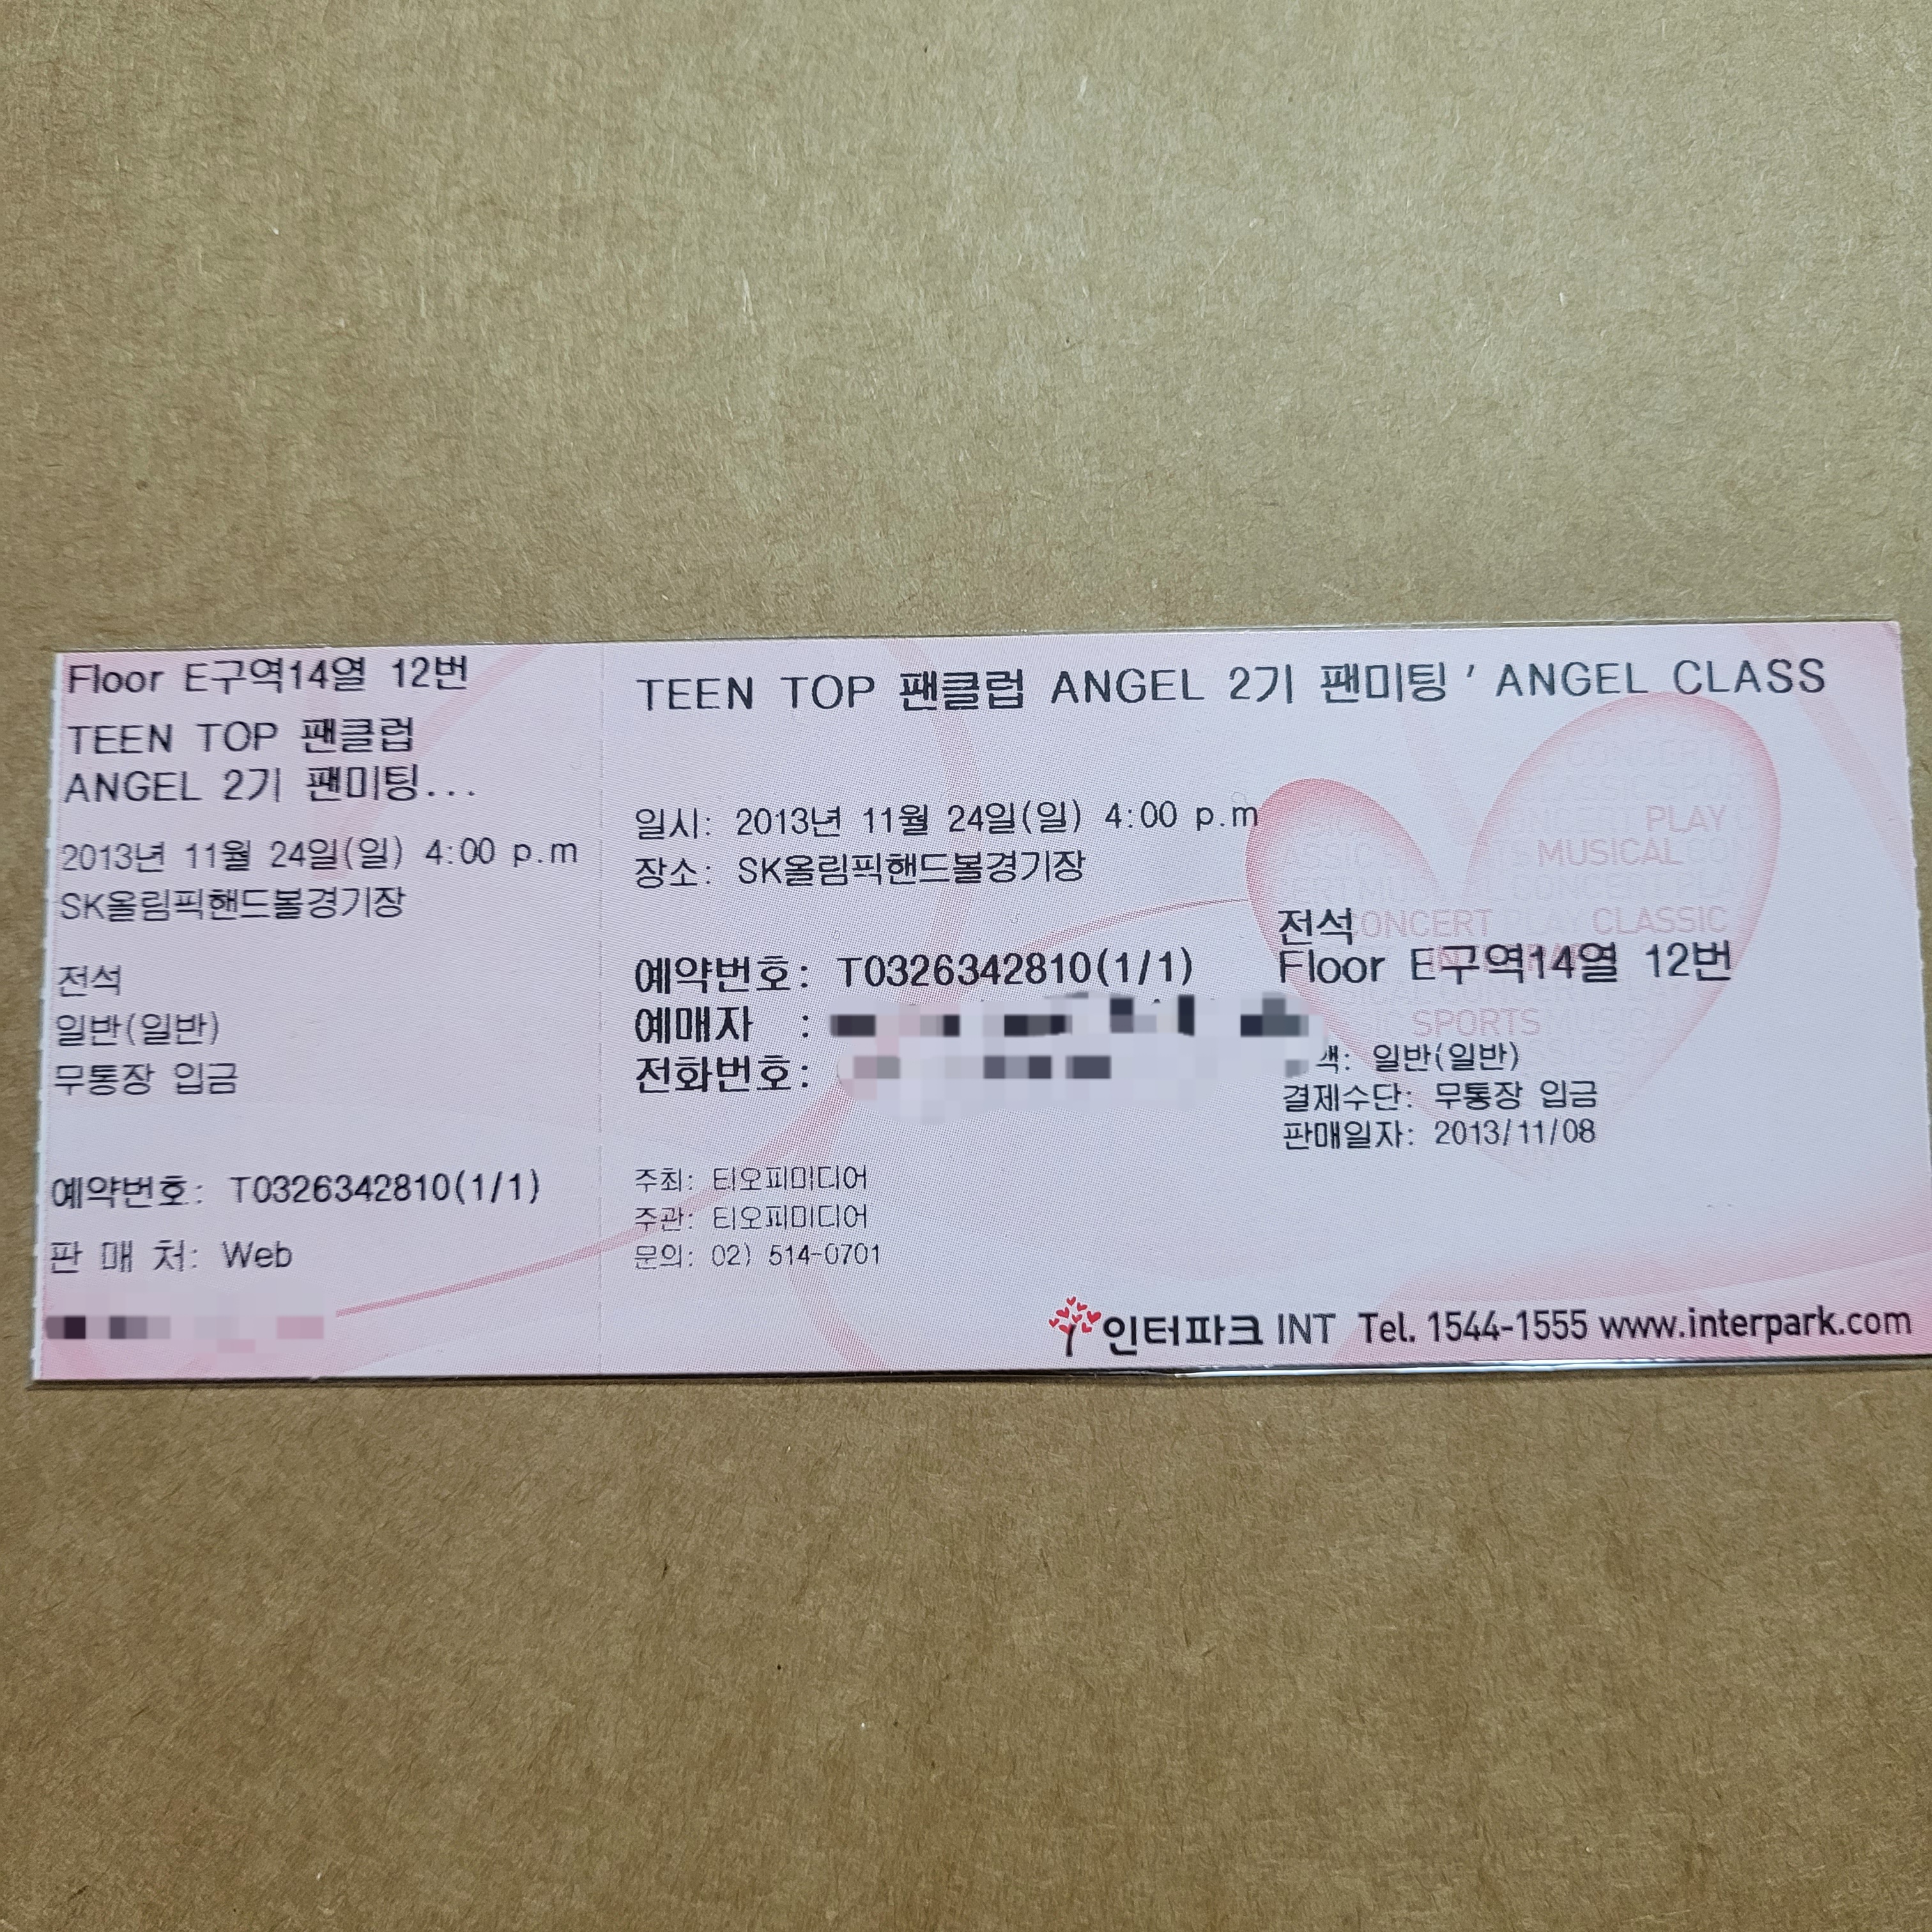 Floor E구역14열 12번
TEEN TOP 팬클럽
ANGEL 2기 팬미팅...
2013년 11월 24일(일) 4:00 p.m
SK올림픽핸드볼경기장
전석
일반(일반)
무통장 입금
예약번호: T0326342810(1/1)
판 매 처: Web
TEEN TOP 팬클럽 ANGEL 2기 팬미팅 ' ANGEL CLASS
일시: 2013년 11월 24일(일) 4:00 p.m
장소: SK올림픽핸드볼경기장
예약번호: T0326342810(1/1)
예매자 :
전화번호:
주최: 티오피미디어
주관: 티오피미디어
문의: 02) 514-0701
PLAY
MUSICAL
CONCERT PLAY CLASSIC
SPORTS
전석
Floor E구역14열 12번
객: 일반(일반)
결제수단: 무통장 입금
판매일자: 2013/11/08
인터파크 INT Tel. 1544-1555 www.interpark.com